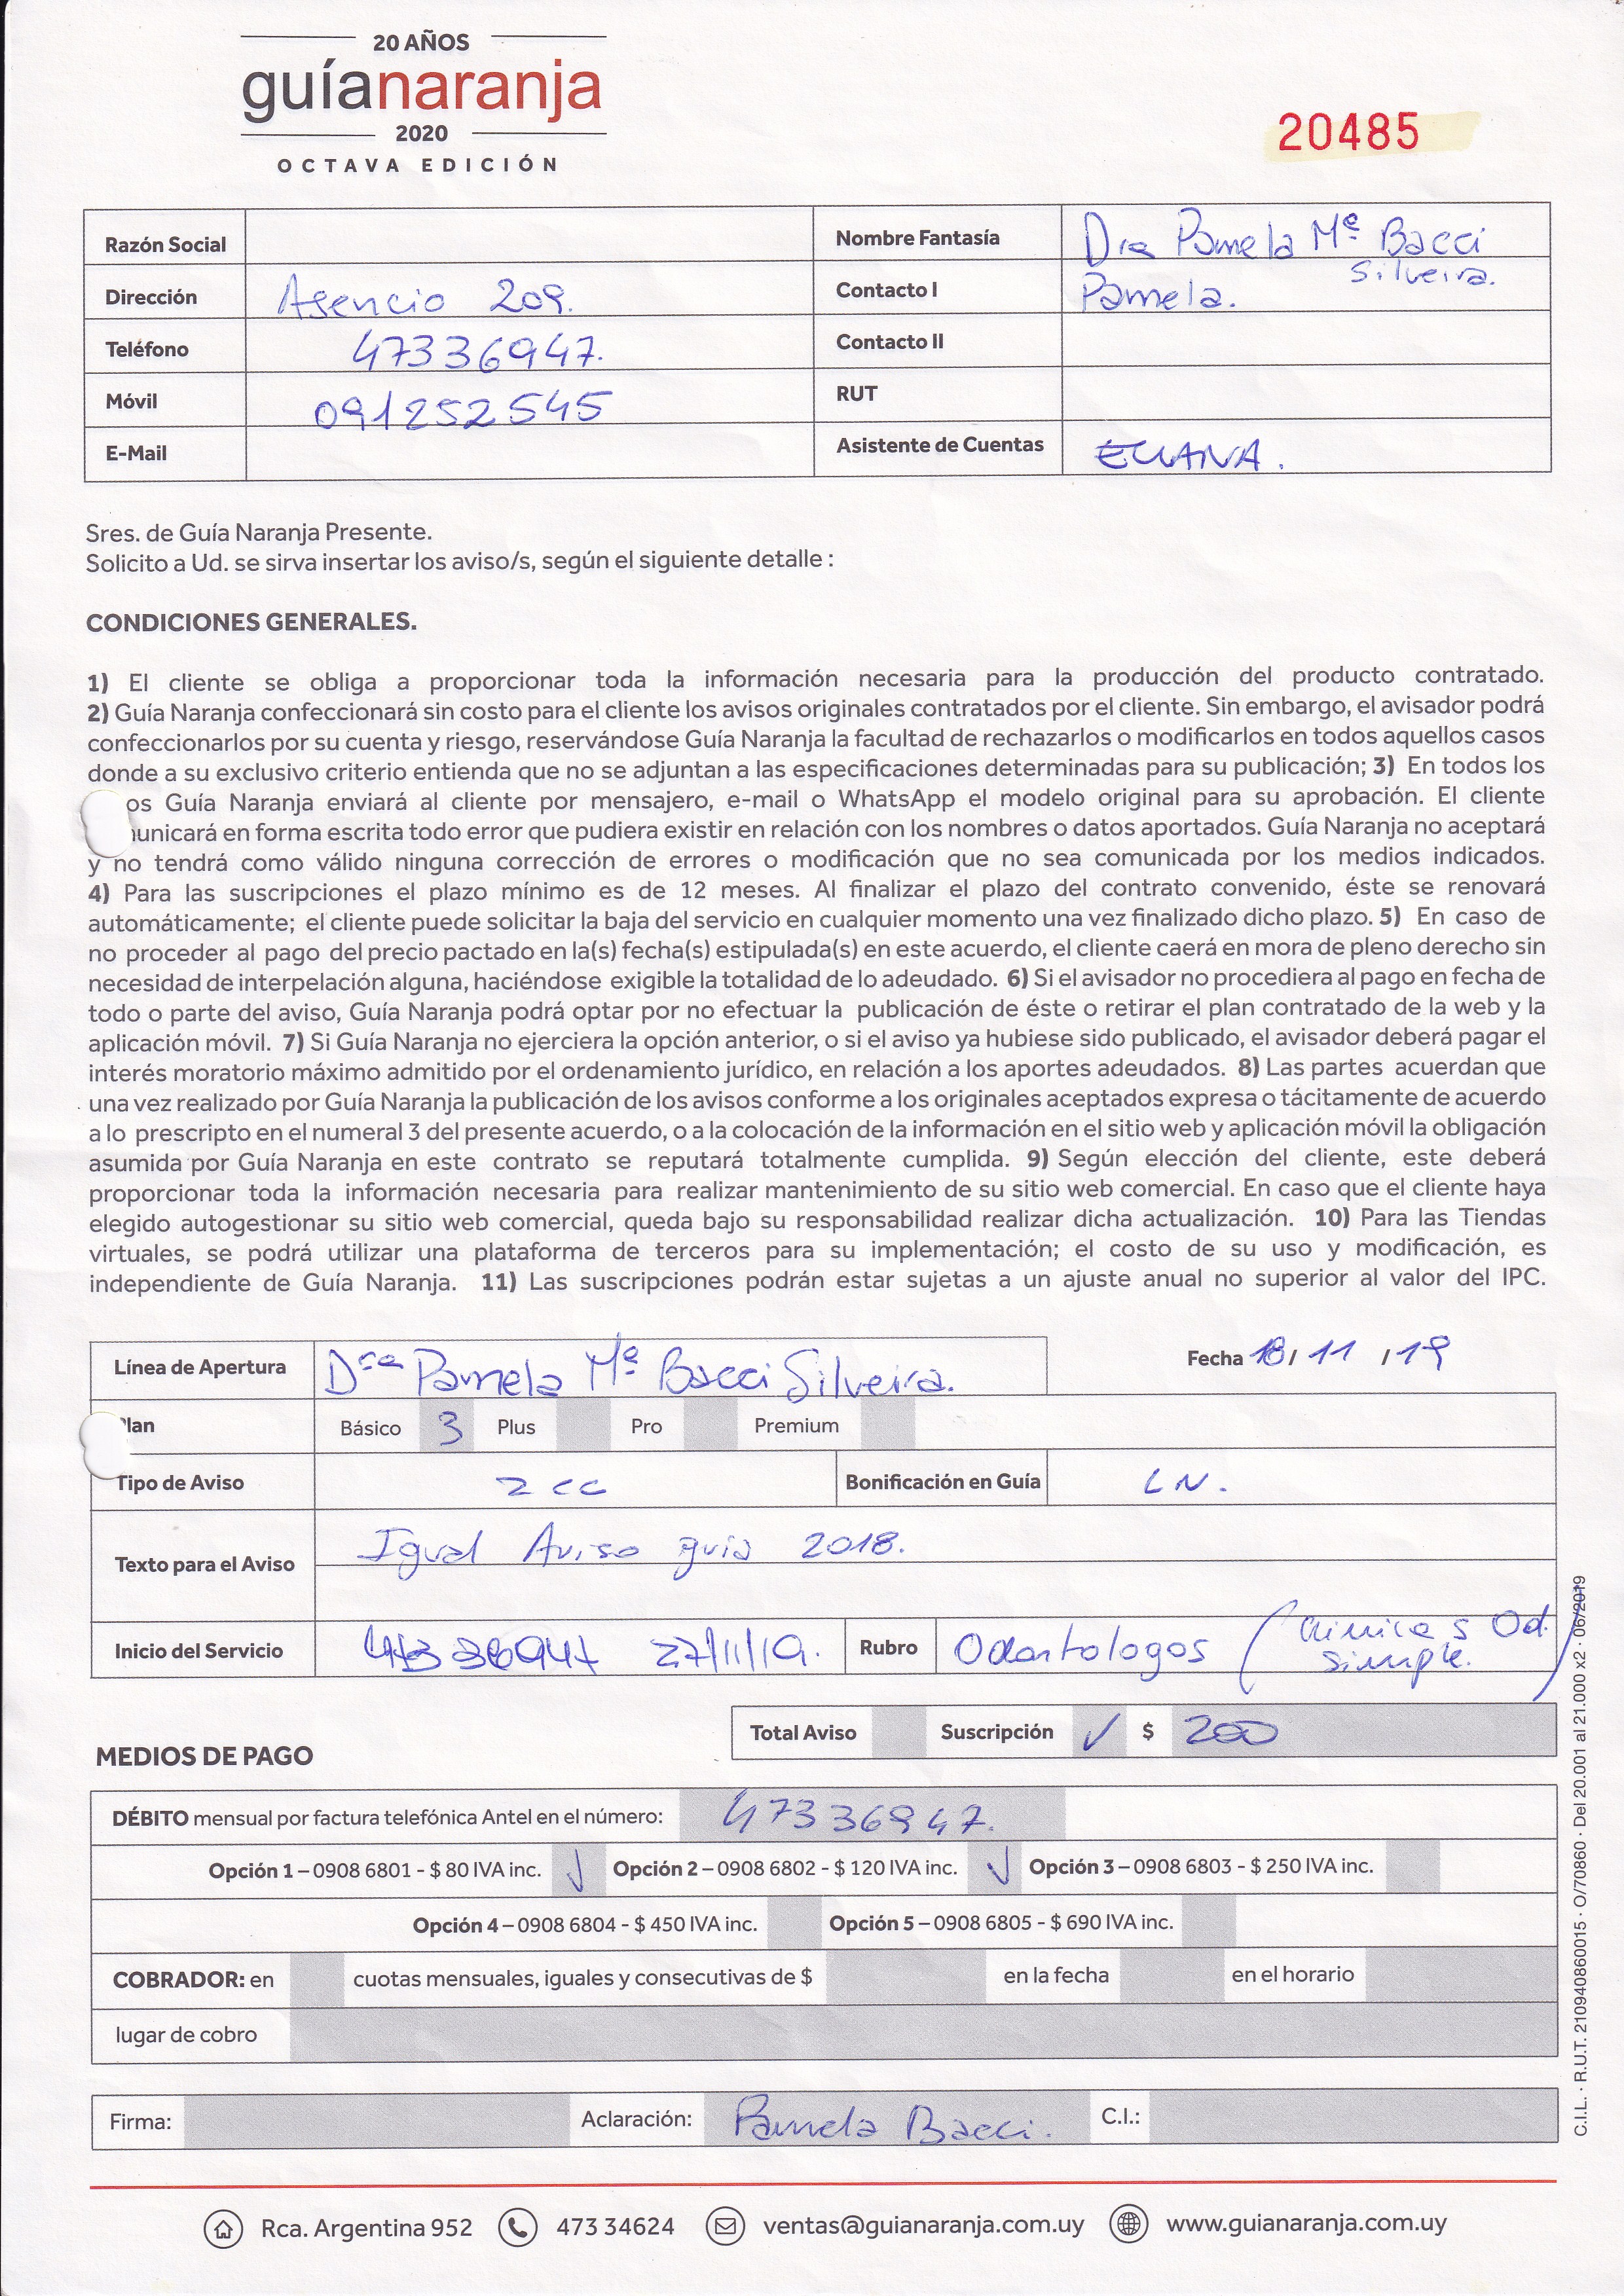 20 AÑOS
guíanaranja
2020
OCTAVA EDICIÓN
20485
Razón Social
Nombre Fantasía Dra Pamela Mª Bacci Silveira.
Dirección Asencio 209.
Contacto I Pamela.
Teléfono 47336947.
Contacto II
Móvil 091252545
RUT
E-Mail
Asistente de Cuentas ELIANA.
Sres. de Guía Naranja Presente.
Solicito a Ud. se sirva insertar los aviso/s, según el siguiente detalle :
CONDICIONES GENERALES.
1) El cliente se obliga a proporcionar toda la información necesaria para la producción del producto contratado.
2) Guía Naranja confeccionará sin costo para el cliente los avisos originales contratados por el cliente. Sin embargo, el avisador podrá
confeccionarlos por su cuenta y riesgo, reservándose Guía Naranja la facultad de rechazarlos o modificarlos en todos aquellos casos
donde a su exclusivo criterio entienda que no se adjuntan a las especificaciones determinadas para su publicación; 3) En todos los
os Guía Naranja enviará al cliente por mensajero, e-mail o WhatsApp el modelo original para su aprobación. El cliente
unicará en forma escrita todo error que pudiera existir en relación con los nombres o datos aportados. Guía Naranja no aceptará
y no tendrá como válido ninguna corrección de errores o modificación que no sea comunicada por los medios indicados.
4) Para las suscripciones el plazo mínimo es de 12 meses. Al finalizar el plazo del contrato convenido, éste se renovará
automáticamente; el cliente puede solicitar la baja del servicio en cualquier momento una vez finalizado dicho plazo. 5) En caso de
no proceder al pago del precio pactado en la(s) fecha(s) estipulada(s) en este acuerdo, el cliente caerá en mora de pleno derecho sin
necesidad de interpelación alguna, haciéndose exigible la totalidad de lo adeudado. 6) Si el avisador no procediera al pago en fecha de
todo o parte del aviso, Guía Naranja podrá optar por no efectuar la publicación de éste o retirar el plan contratado de la web y la
aplicación móvil. 7) Si Guía Naranja no ejerciera la opción anterior, o si el aviso ya hubiese sido publicado, el avisador deberá pagar el
interés moratorio máximo admitido por el ordenamiento jurídico, en relación a los aportes adeudados. 8) Las partes acuerdan que
una vez realizado por Guía Naranja la publicación de los avisos conforme a los originales aceptados expresa o tácitamente de acuerdo
a lo prescripto en el numeral 3 del presente acuerdo, o a la colocación de la información en el sitio web y aplicación móvil la obligación
asumida por Guía Naranja en este contrato se reputará totalmente cumplida. 9) Según elección del cliente, este deberá
proporcionar toda la información necesaria para realizar mantenimiento de su sitio web comercial. En caso que el cliente haya
elegido autogestionar su sitio web comercial, queda bajo su responsabilidad realizar dicha actualización. 10) Para las Tiendas
virtuales, se podrá utilizar una plataforma de terceros para su implementación; el costo de su uso y modificación, es
independiente de Guía Naranja. 11) Las suscripciones podrán estar sujetas a un ajuste anual no superior al valor del IPC.
Línea de Apertura Dra Pamela Mª Bacci Silveira.
Fecha 18/ 11 /19
lan Básico 3 Plus Pro Premium
Tipo de Aviso 2 cc Bonificación en Guía LN.
Texto para el Aviso Igual Aviso guia 2018.
Inicio del Servicio 27/11/19. Rubro Odontologos (Clinicas Od. simple.)
Total Aviso Suscripción ✓ $ 200
MEDIOS DE PAGO
DÉBITO mensual por factura telefónica Antel en el número: 47336947.
Opción 1 – 0908 6801 - $ 80 IVA inc. ✓ Opción 2 – 0908 6802 - $ 120 IVA inc. ✓ Opción 3 – 0908 6803 - $ 250 IVA inc.
Opción 4 – 0908 6804 - $ 450 IVA inc. Opción 5 – 0908 6805 - $ 690 IVA inc.
COBRADOR: en cuotas mensuales, iguales y consecutivas de $ en la fecha en el horario
lugar de cobro
Firma: Aclaración: Pamela Bacci. C.I.:
C.I.L. · R.U.T. 210940860015 · O/70860 · Del 20.001 al 21.000 x2 · 06/2019
Rca. Argentina 952 473 34624 ventas@guianaranja.com.uy www.guianaranja.com.uy